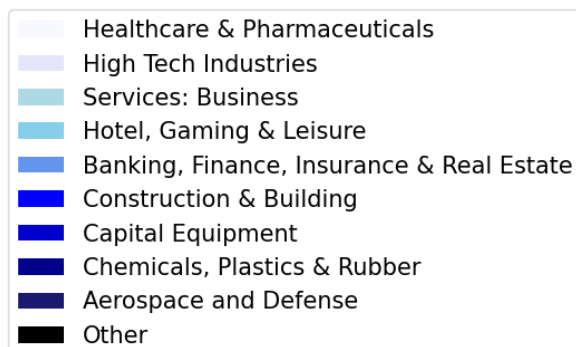 Healthcare & Pharmaceuticals
High Tech Industries
Services: Business
Hotel, Gaming & Leisure
Banking, Finance, Insurance & Real Estate
Construction & Building
Capital Equipment
Chemicals, Plastics & Rubber
Aerospace and Defense
Other